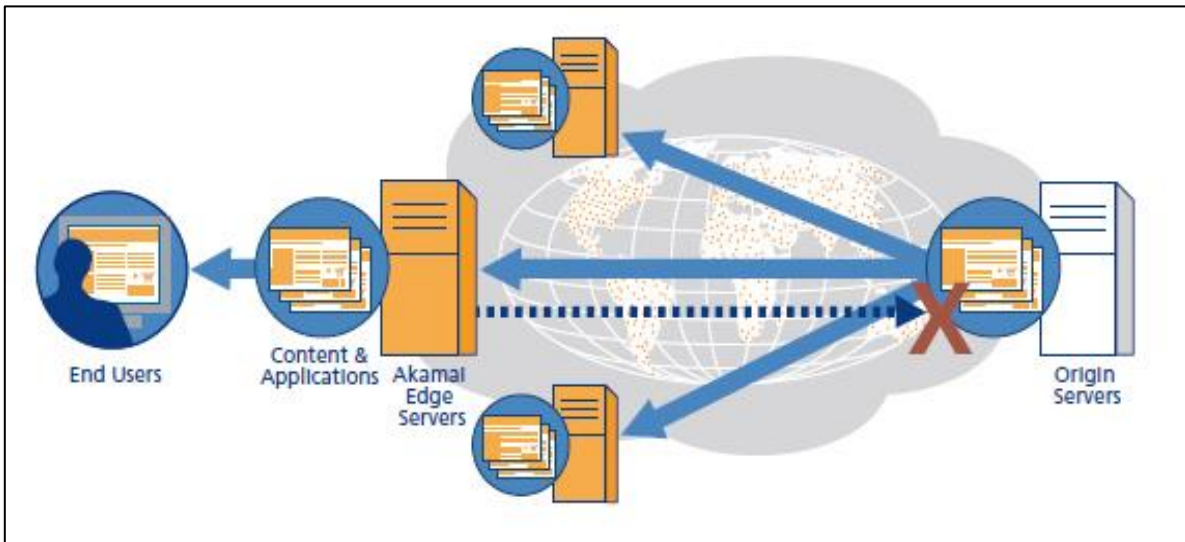 End Users
Content &
Applications
Akamai
Edge
Servers
Origin
Servers